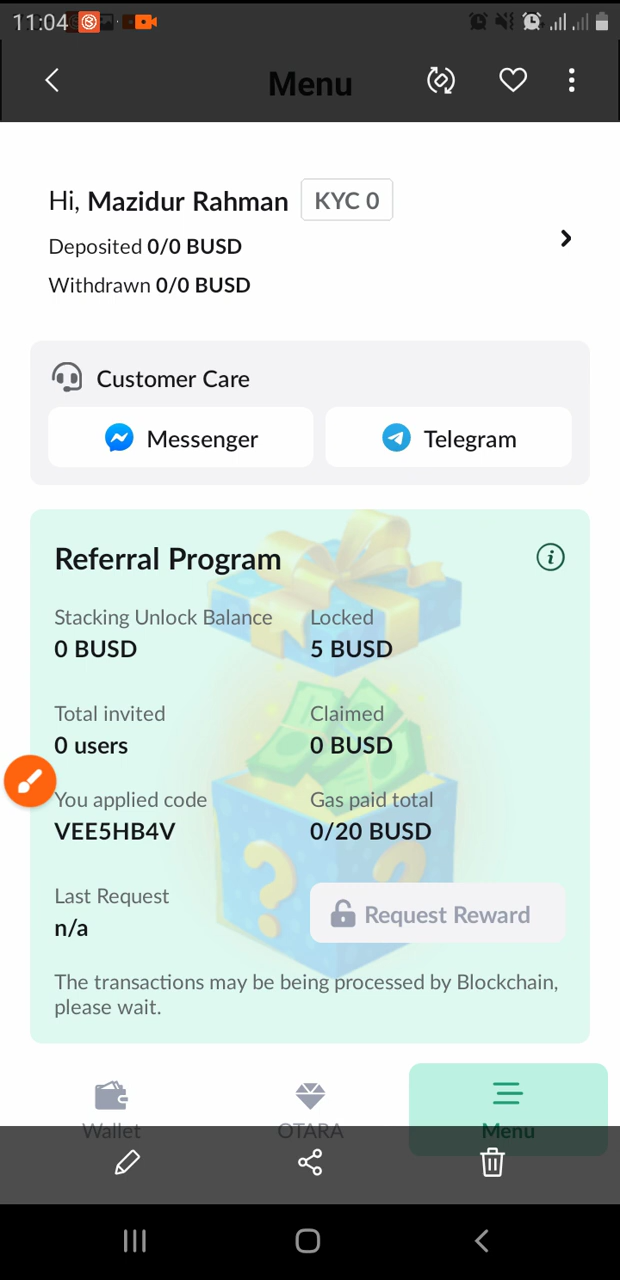 11:04
Menu
Hi, Mazidur Rahman KYC 0
Deposited 0/0 BUSD
Withdrawn 0/0 BUSD
Customer Care
Messenger Telegram
Referral Program
Stacking Unlock Balance Locked
0 BUSD 5 BUSD
Total invited Claimed
0 users 0 BUSD
You applied code Gas paid total
VEE5HB4V 0/20 BUSD
Last Request
n/a
Request Reward
The transactions may be being processed by Blockchain,
please wait.
Wallet OTARA Menu